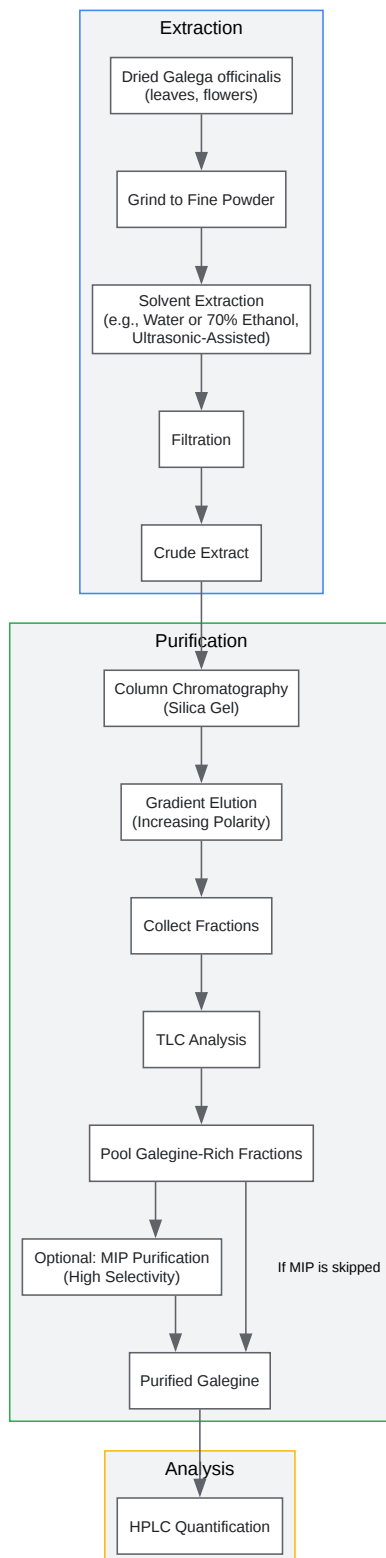 Extraction
Dried Galega officinalis
(leaves, flowers)
Grind to Fine Powder
Solvent Extraction
(e.g., Water or 70% Ethanol,
Ultrasonic-Assisted)
Filtration
Crude Extract
Purification
Column Chromatography
(Silica Gel)
Gradient Elution
(Increasing Polarity)
Collect Fractions
TLC Analysis
Pool Galegine-Rich Fractions
Optional: MIP Purification
(High Selectivity)
If MIP is skipped
Purified Galegine
Analysis
HPLC Quantification